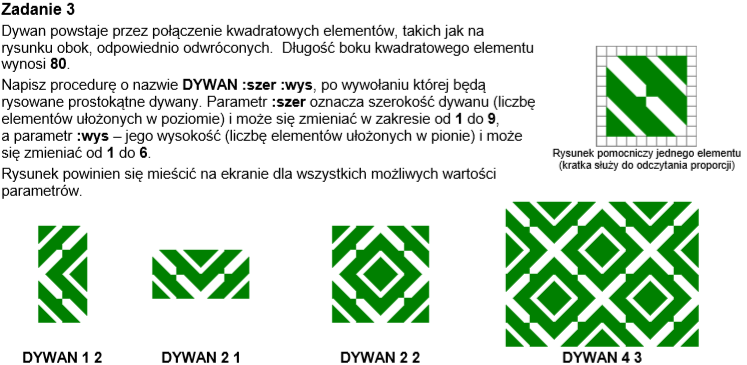 Zadanie 3
Dywan powstaje przez połączenie kwadratowych elementów, takich jak na
rysunku obok, odpowiednio odwróconych. Długość boku kwadratowego elementu
wynosi 80.
Napisz procedurę o nazwie DYWAN :szer :wys, po wywołaniu której będą
rysowane prostokątne dywany. Parametr :szer oznacza szerokość dywanu (liczbę
elementów ułożonych w poziomie) i może się zmieniać w zakresie od 1 do 9,
a parametr :wys – jego wysokość (liczbę elementów ułożonych w pionie) i może
się zmieniać od 1 do 6.
Rysunek powinien się mieścić na ekranie dla wszystkich możliwych wartości
parametrów.
Rysunek pomocniczy jednego elementu
(kratka służy do odczytania proporcji)
DYWAN 1 2
DYWAN 2 1
DYWAN 2 2
DYWAN 4 3